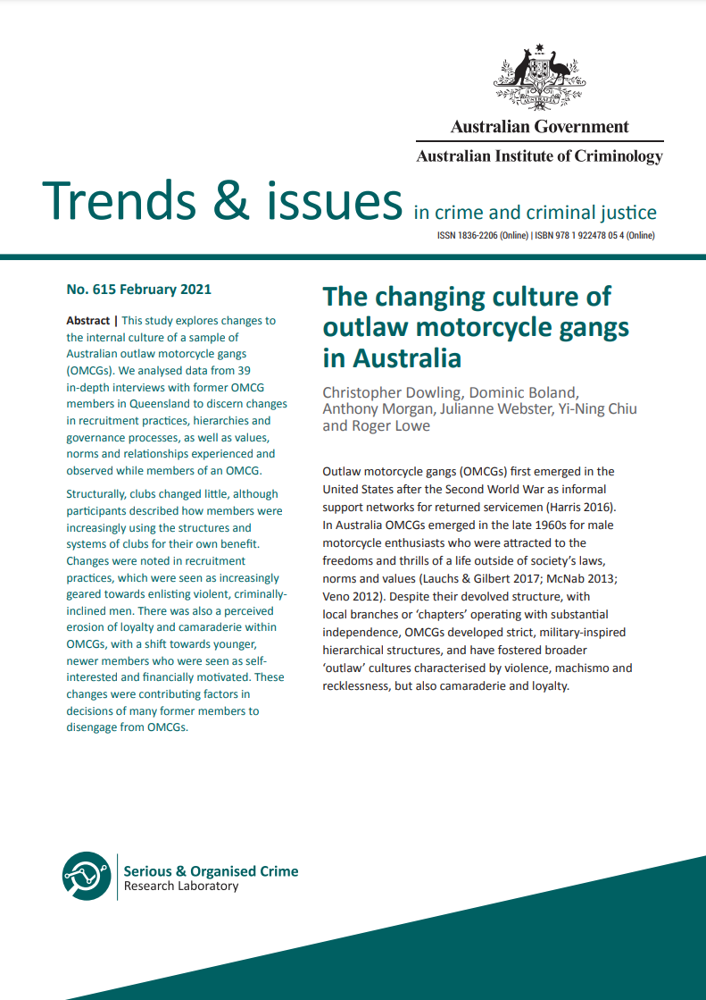 AUSTRALIA
Australian Government
Australian Institute of Criminology
Trends & issues in crime and criminal justice
ISSN 1836-2206 (Online) | ISBN 978 1 922478 05 4 (Online)
No. 615 February 2021
Abstract | This study explores changes to
the internal culture of a sample of
Australian outlaw motorcycle gangs
(OMCGs). We analysed data from 39
in-depth interviews with former OMCG
members in Queensland to discern changes
in recruitment practices, hierarchies and
governance processes, as well as values,
norms and relationships experienced and
observed while members of an OMCG.
Structurally, clubs changed little, although
participants described how members were
increasingly using the structures and
systems of clubs for their own benefit.
Changes were noted in recruitment
practices, which were seen as increasingly
geared towards enlisting violent, criminally-
inclined men. There was also a perceived
erosion of loyalty and camaraderie within
OMCGs, with a shift towards younger,
newer members who were seen as self-
interested and financially motivated. These
changes were contributing factors in
decisions of many former members to
disengage from OMCGs.
The changing culture of
outlaw motorcycle gangs
in Australia
Christopher Dowling, Dominic Boland,
Anthony Morgan, Julianne Webster, Yi-Ning Chiu
and Roger Lowe
Outlaw motorcycle gangs (OMCGs) first emerged in the
United States after the Second World War as informal
support networks for returned servicemen (Harris 2016).
In Australia OMCGs emerged in the late 1960s for male
motorcycle enthusiasts who were attracted to the
freedoms and thrills of a life outside of society's laws,
norms and values (Lauchs & Gilbert 2017; McNab 2013;
Veno 2012). Despite their devolved structure, with
local branches or ‘chapters’ operating with substantial
independence, OMCGs developed strict, military-inspired
hierarchical structures, and have fostered broader
‘outlaw’ cultures characterised by violence, machismo and
recklessness, but also camaraderie and loyalty.
Serious & Organised Crime
Research Laboratory